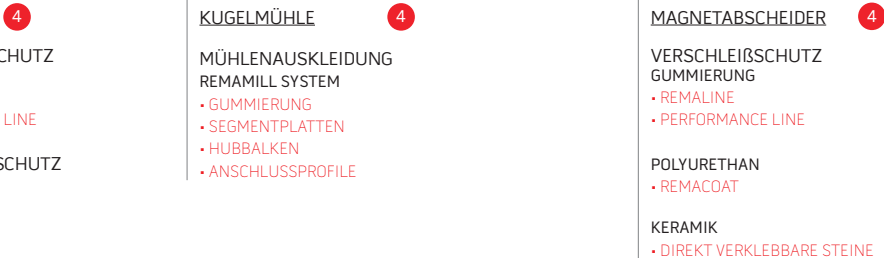 4
CHUTZ
LINE
SCHUTZ
KUGELMÜHLE 4
MÜHLENAUSKLEIDUNG
REMAMILL SYSTEM
• GUMMIERUNG
• SEGMENTPLATTEN
• HUBBALKEN
• ANSCHLUSSPROFILE
MAGNETABSCHEIDER 4
VERSCHLEIßSCHUTZ
GUMMIERUNG
• REMALINE
• PERFORMANCE LINE
POLYURETHAN
• REMACOAT
KERAMIK
• DIREKT VERKLEBBARE STEINE